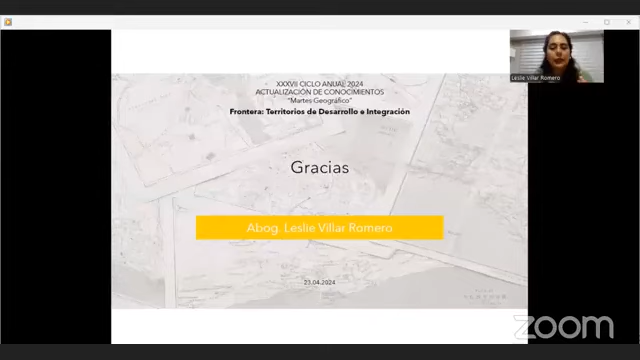 XXXVII CICLO ANUAL 2024
ACTUALIZACIÓN DE CONOCIMIENTOS
"Martes Geográfico"
Frontera: Territorios de Desarrollo e Integración
Gracias
Abog. Leslie Villar Romero
23.04.2024
Leslie Villar Romero
zoom